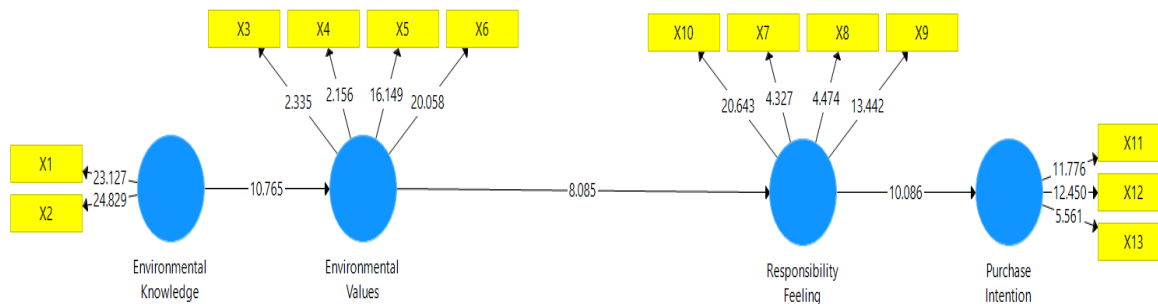 X3
X4
X5
X6
X10
X7
X8
X9
2.335
2.156
16.149
20.058
20.643
4.327
4.474
13.442
X1
X2
23.127
24.829
10.765
8.085
10.086
11.776
12.450
5.561
X11
X12
X13
Environmental
Knowledge
Environmental
Values
Responsibility
Feeling
Purchase
Intention